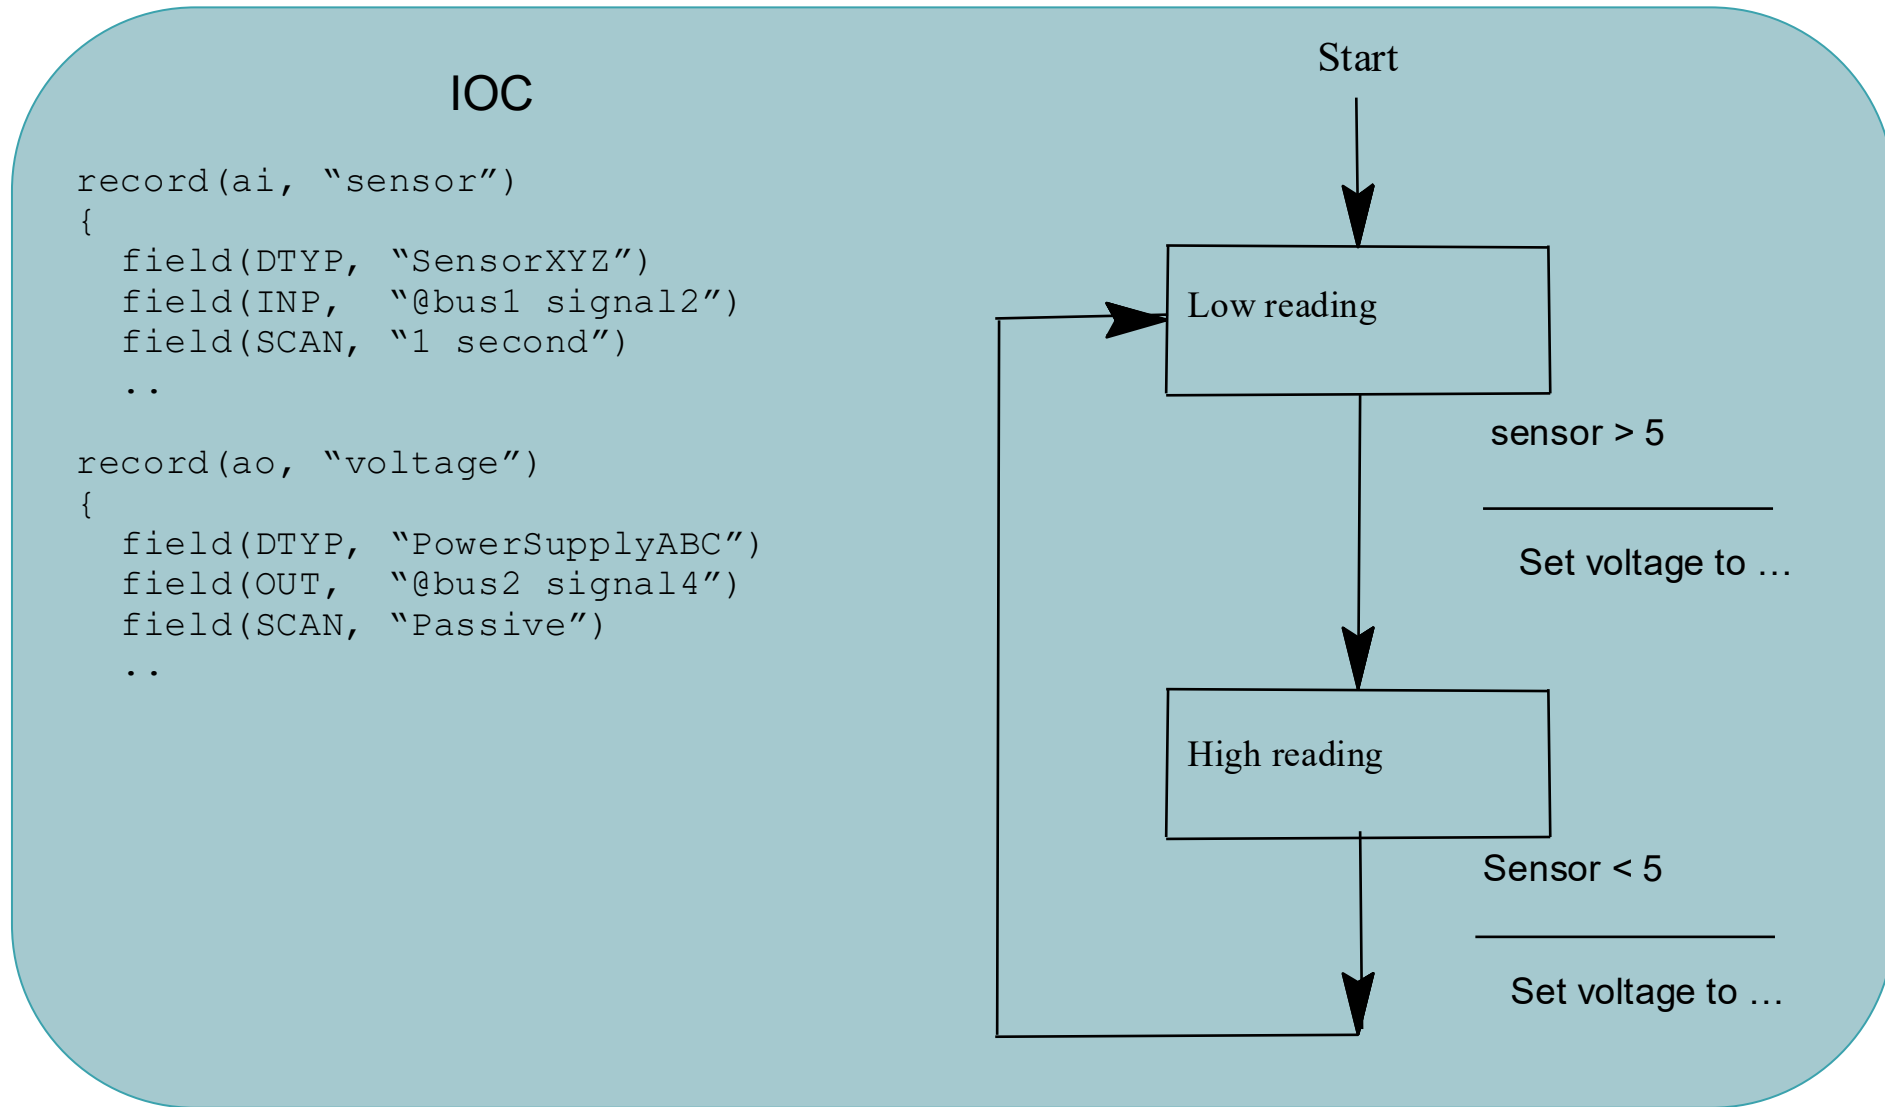 IOC
record(ai, “sensor”)
{
  field(DTYP, “SensorXYZ”)
  field(INP,  “@bus1 signal2”)
  field(SCAN, “1 second”)
  ..
record(ao, “voltage”)
{
  field(DTYP, “PowerSupplyABC”)
  field(OUT,  “@bus2 signal4”)
  field(SCAN, “Passive”)
  ..
Start
Low reading
sensor > 5
Set voltage to …
High reading
Sensor < 5
Set voltage to …